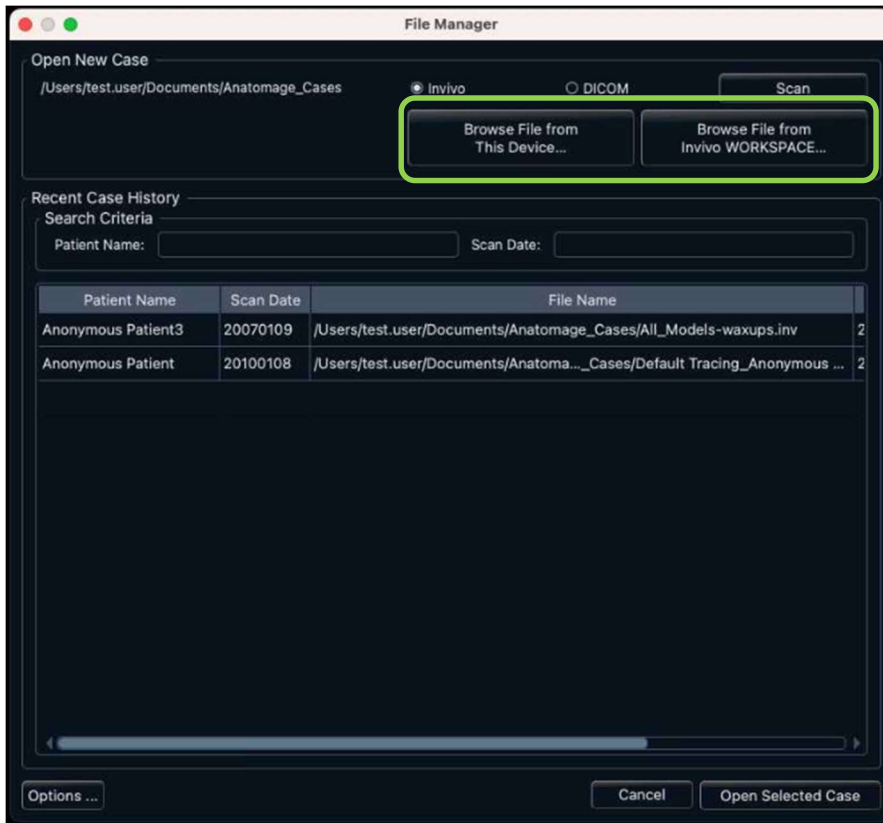 File Manager
Open New Case
/Users/test.user/Documents/Anatomage_Cases Invivo DICOM Scan
Browse File from This Device... Browse File from Invivo WORKSPACE...
Recent Case History
Search Criteria
Patient Name: Scan Date:
Patient Name Scan Date File Name
Anonymous Patient3 20070109 /Users/test.user/Documents/Anatomage_Cases/All_Models-waxups.inv 2
Anonymous Patient 20100108 /Users/test.user/Documents/Anatoma..._Cases/Default Tracing_Anonymous ... 2
Options ... Cancel Open Selected Case